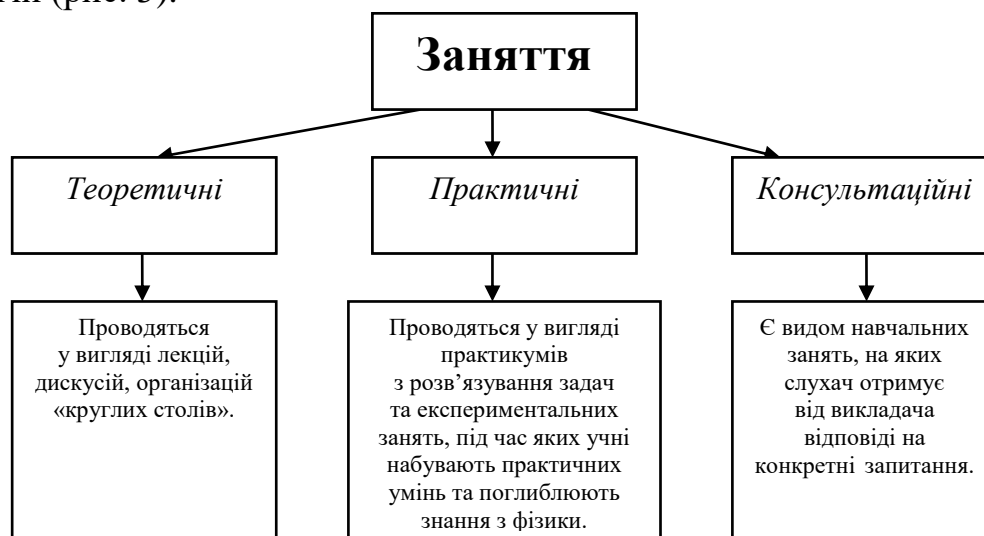 (рис. 3).
Заняття
Теоретичні
Практичні
Консультаційні
Проводяться
у вигляді лекцій,
дискусій, організацій
«круглих столів».
Проводяться у вигляді
практикумів
з розв’язування задач
та експериментальних
занять, під час яких учні
набувають практичних
умінь та поглиблюють
знання з фізики.
Є видом навчальних
занять, на яких
слухач отримує
від викладача
відповіді на
конкретні запитання.